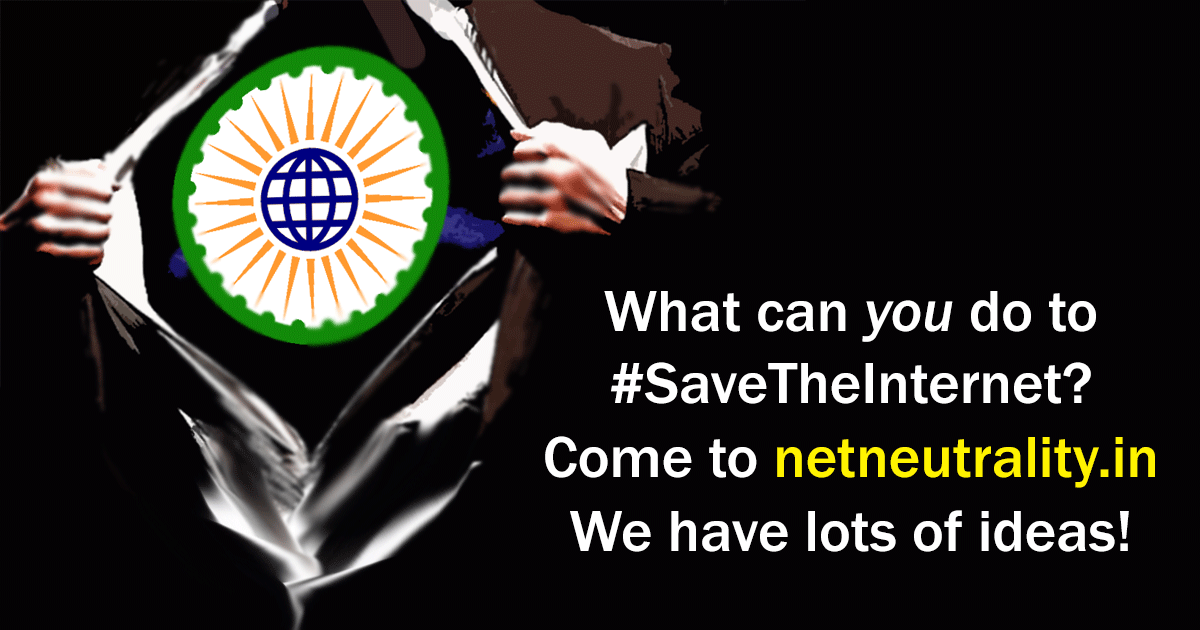 What can you do to
#SaveTheInternet?
Come to netneutrality.in
We have lots of ideas!